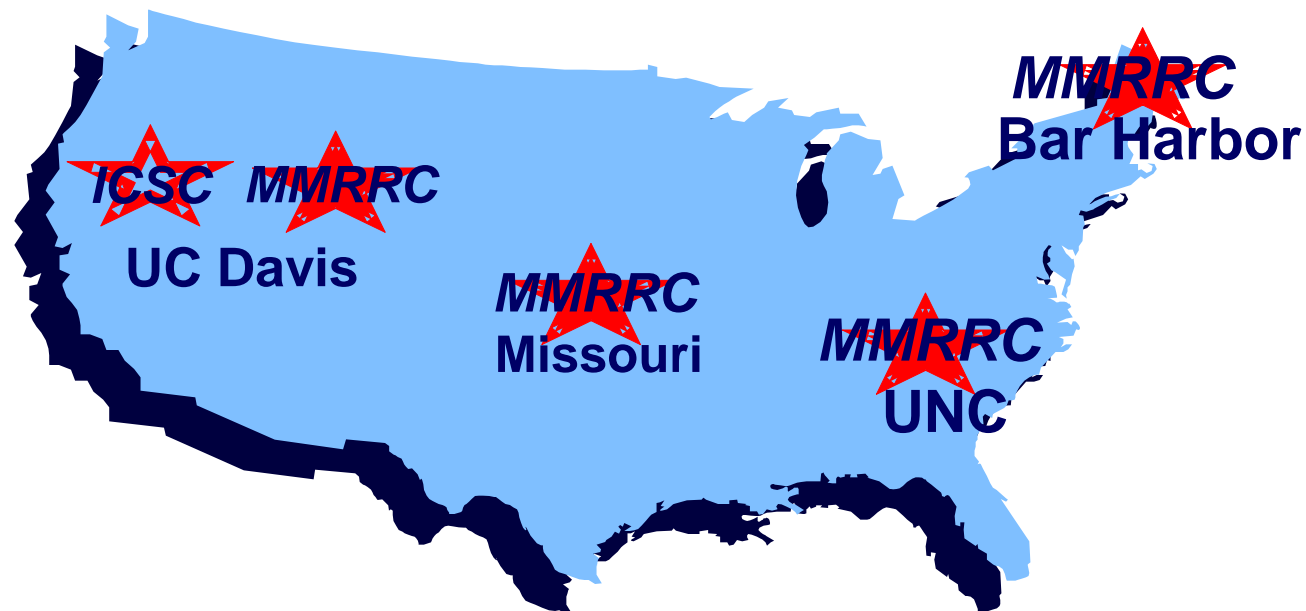 MMRRC
Bar Harbor
ICSC MMRRC
UC Davis
MMRRC
Missouri
MMRRC
UNC